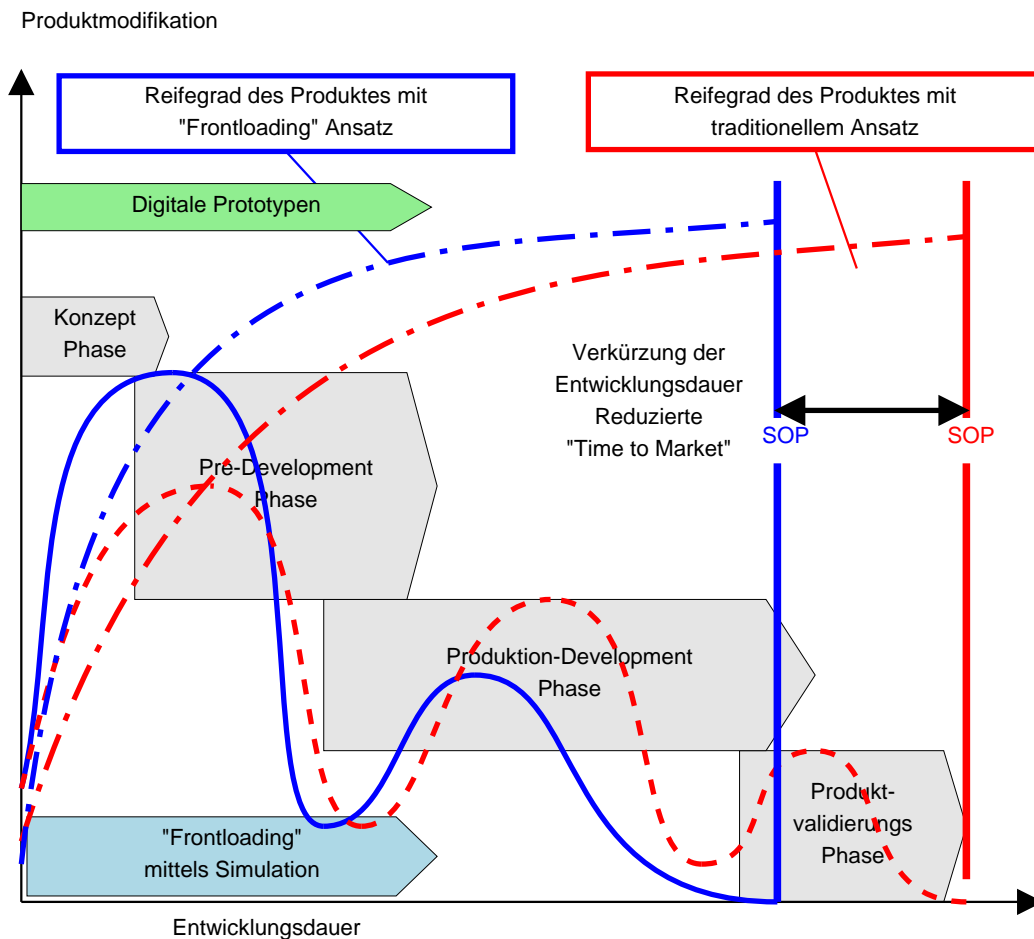 Produktmodifikation
Reifegrad des Produktes mit
"Frontloading" Ansatz
Reifegrad des Produktes mit
traditionellem Ansatz
Digitale Prototypen
Konzept
Phase
Verkürzung der
Entwicklungsdauer
Reduzierte
"Time to Market"
SOP
SOP
Pre-Development
Phase
Produktion-Development
Phase
Produkt-
validierungs
Phase
"Frontloading"
mittels Simulation
Entwicklungsdauer